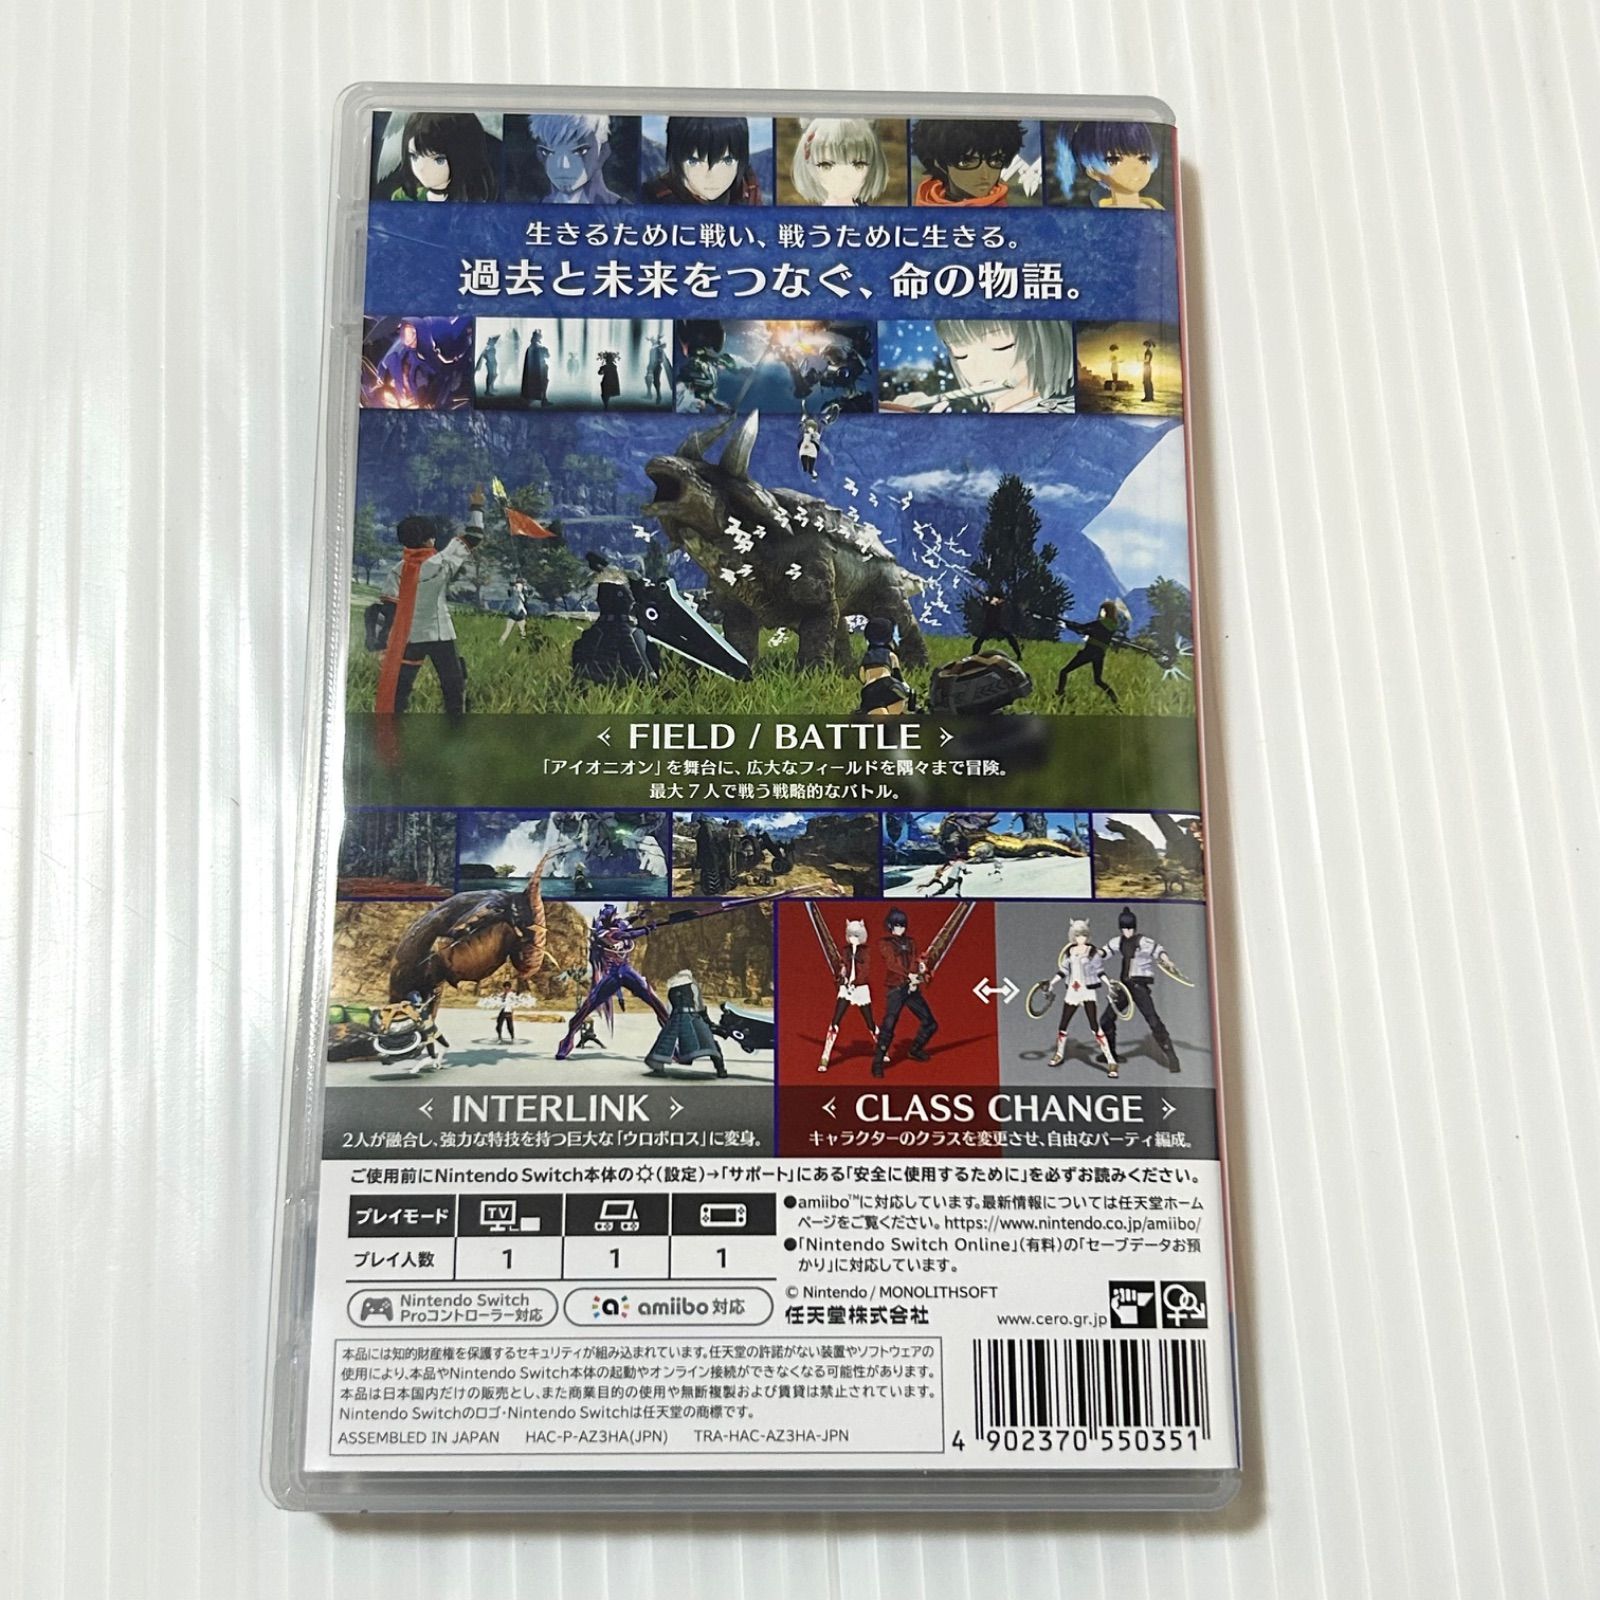 生きるために戦い、戦うために生きる。
過去と未来をつなぐ、命の物語。
FIELD / BATTLE
「アイオニオン」を舞台に、広大なフィールドを隅々まで冒険。
最大7人で戦う戦略的なバトル。
INTERLINK
2人が融合し、強力な特技を持つ巨大な「ウロボロス」に変身。
CLASS CHANGE
キャラクターのクラスを変更させ、自由なパーティ編成。
ご使用前にNintendo Switch本体の(設定)→「サポート」にある「安全に使用するために」を必ずお読みください。
プレイモード TV
プレイ人数 1 1 1
Nintendo Switch
Proコントローラー対応
amiibo対応
●amiibo™に対応しています。最新情報については任天堂ホーム
ページをご覧ください。https://www.nintendo.co.jp/amiibo/
●「Nintendo Switch Online」(有料)の「セーブデータお預
かり」に対応しています。
© Nintendo / MONOLITHSOFT
任天堂株式会社
www.cero.gr.jp
本品には知的財産権を保護するセキュリティが組み込まれています。任天堂の許諾がない装置やソフトウェアの
使用により、本品やNintendo Switch本体の起動やオンライン接続ができなくなる可能性があります。
本品は日本国内だけの販売とし、また商業目的の使用や無断複製および賃貸は禁止されています。
Nintendo Switchのロゴ・Nintendo Switchは任天堂の商標です。
ASSEMBLED IN JAPAN HAC-P-AZ3HA(JPN) TRA-HAC-AZ3HA-JPN
4 902370 550351